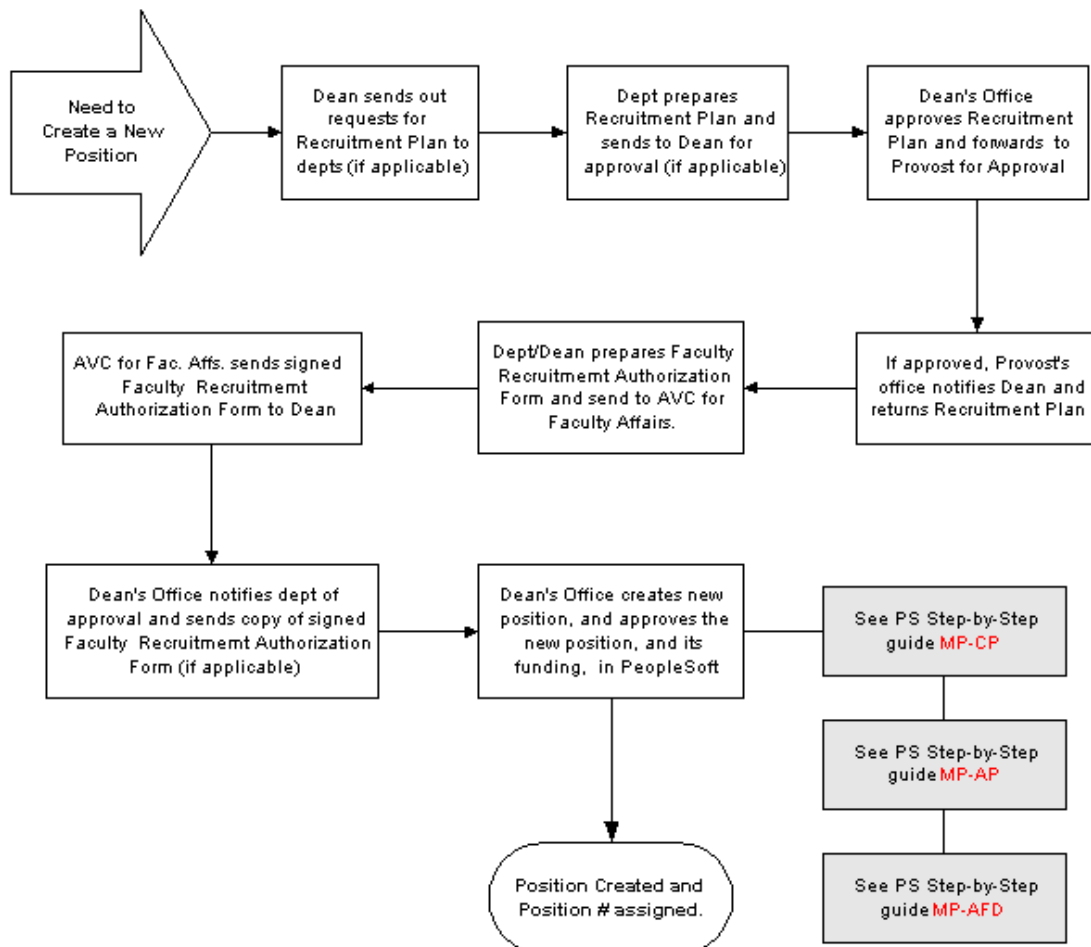 Need to
Create a New
Position
Dean sends out
requests for
Recruitment Plan to
depts (if applicable)
Dept prepares
Recruitment Plan and
sends to Dean for
approval (if applicable)
Dean's Office
approves Recruitment
Plan and forwards to
Provost for Approval
If approved, Provost's
office notifies Dean and
returns Recruitment Plan
Dept/Dean prepares Faculty
Recruitmemt Authorization
Form and send to AVC for
Faculty Affairs.
AVC for Fac. Affs. sends signed
Faculty Recruitmemt
Authorization Form to Dean
Dean's Office notifies dept of
approval and sends copy of signed
Faculty Recruitmemt Authorization
Form (if applicable)
Dean's Office creates new
position, and approves the
new position, and its
funding, in PeopleSoft
See PS Step-by-Step
guide MP-CP
See PS Step-by-Step
guide MP-AP
See PS Step-by-Step
guide MP-AFD
Position Created and
Position # assigned.